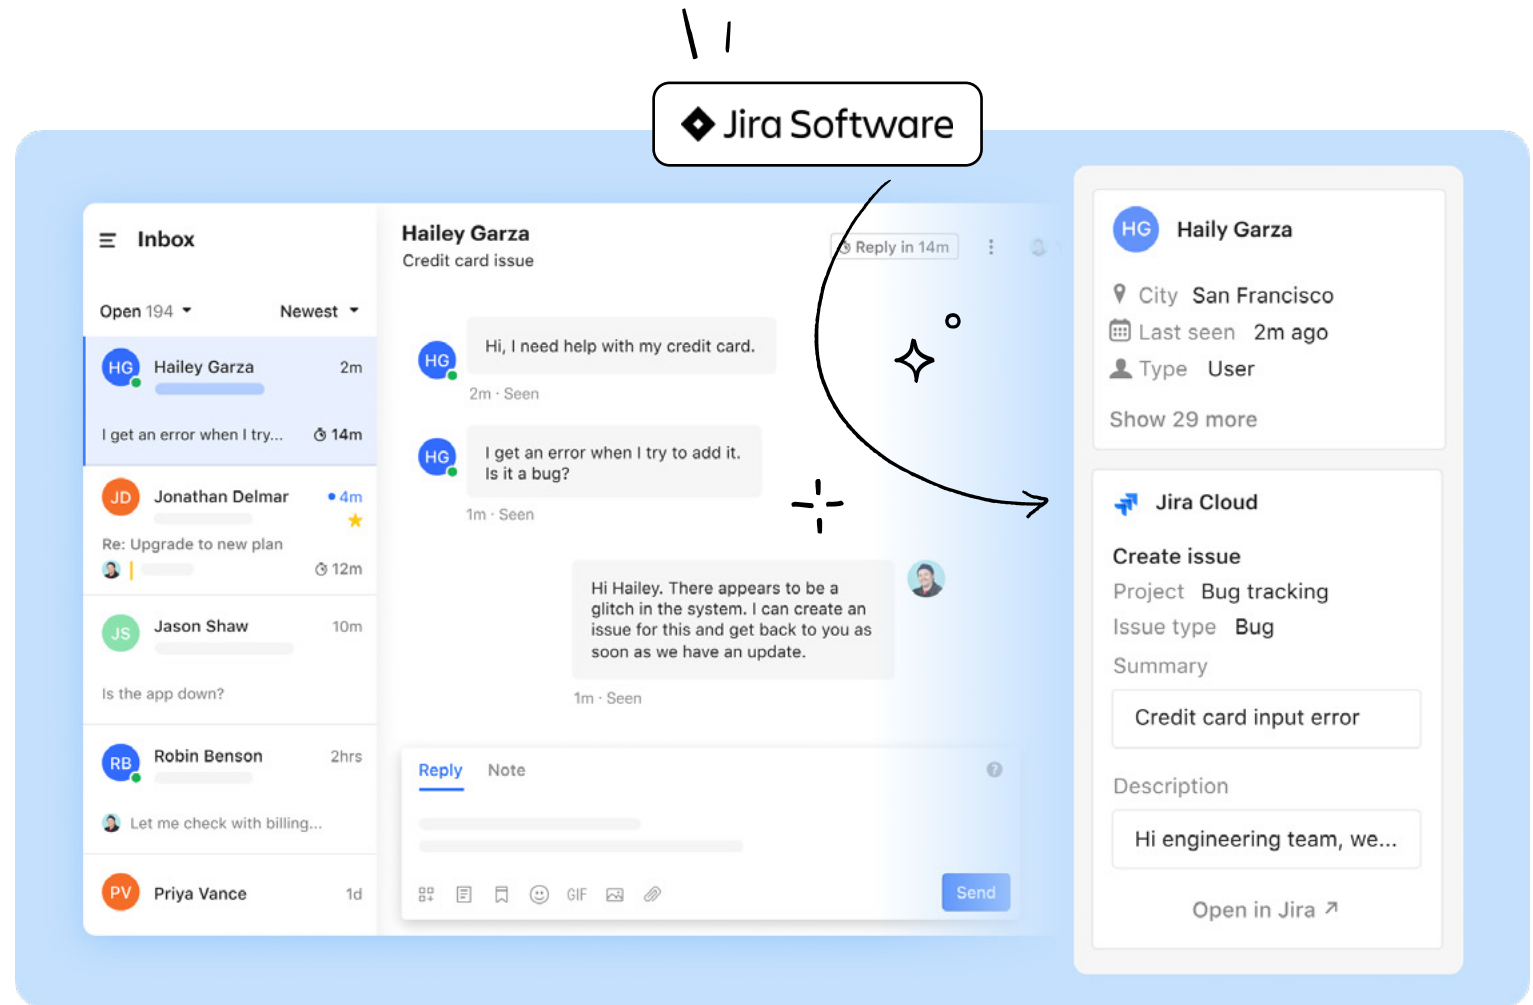 Jira Software
Inbox
Open 194
Newest
HG
Hailey Garza
2m
I get an error when I try...
14m
JD
Jonathan Delmar
4m
Re: Upgrade to new plan
12m
JS
Jason Shaw
10m
Is the app down?
RB
Robin Benson
2hrs
Let me check with billing...
PV
Priya Vance
1d
Hailey Garza
Credit card issue
Reply in 14m
HG
Hi, I need help with my credit card.
2m · Seen
HG
I get an error when I try to add it.
Is it a bug?
1m · Seen
Hi Hailey. There appears to be a
glitch in the system. I can create an
issue for this and get back to you as
soon as we have an update.
1m · Seen
Reply
Note
?
GIF
Send
HG
Haily Garza
City San Francisco
Last seen 2m ago
Type User
Show 29 more
Jira Cloud
Create issue
Project Bug tracking
Issue type Bug
Summary
Credit card input error
Description
Hi engineering team, we...
Open in Jira ↗